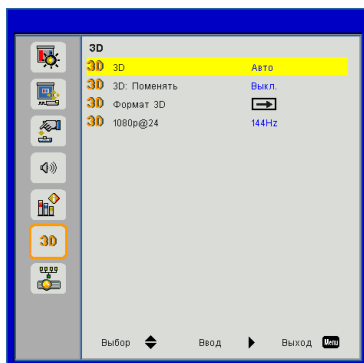 3D
3D 3D Авто
3D 3D: Поменять Выкл.
3D Формат 3D
3D 1080p@24 144Hz
3D
Выбор Ввод Выход Menu